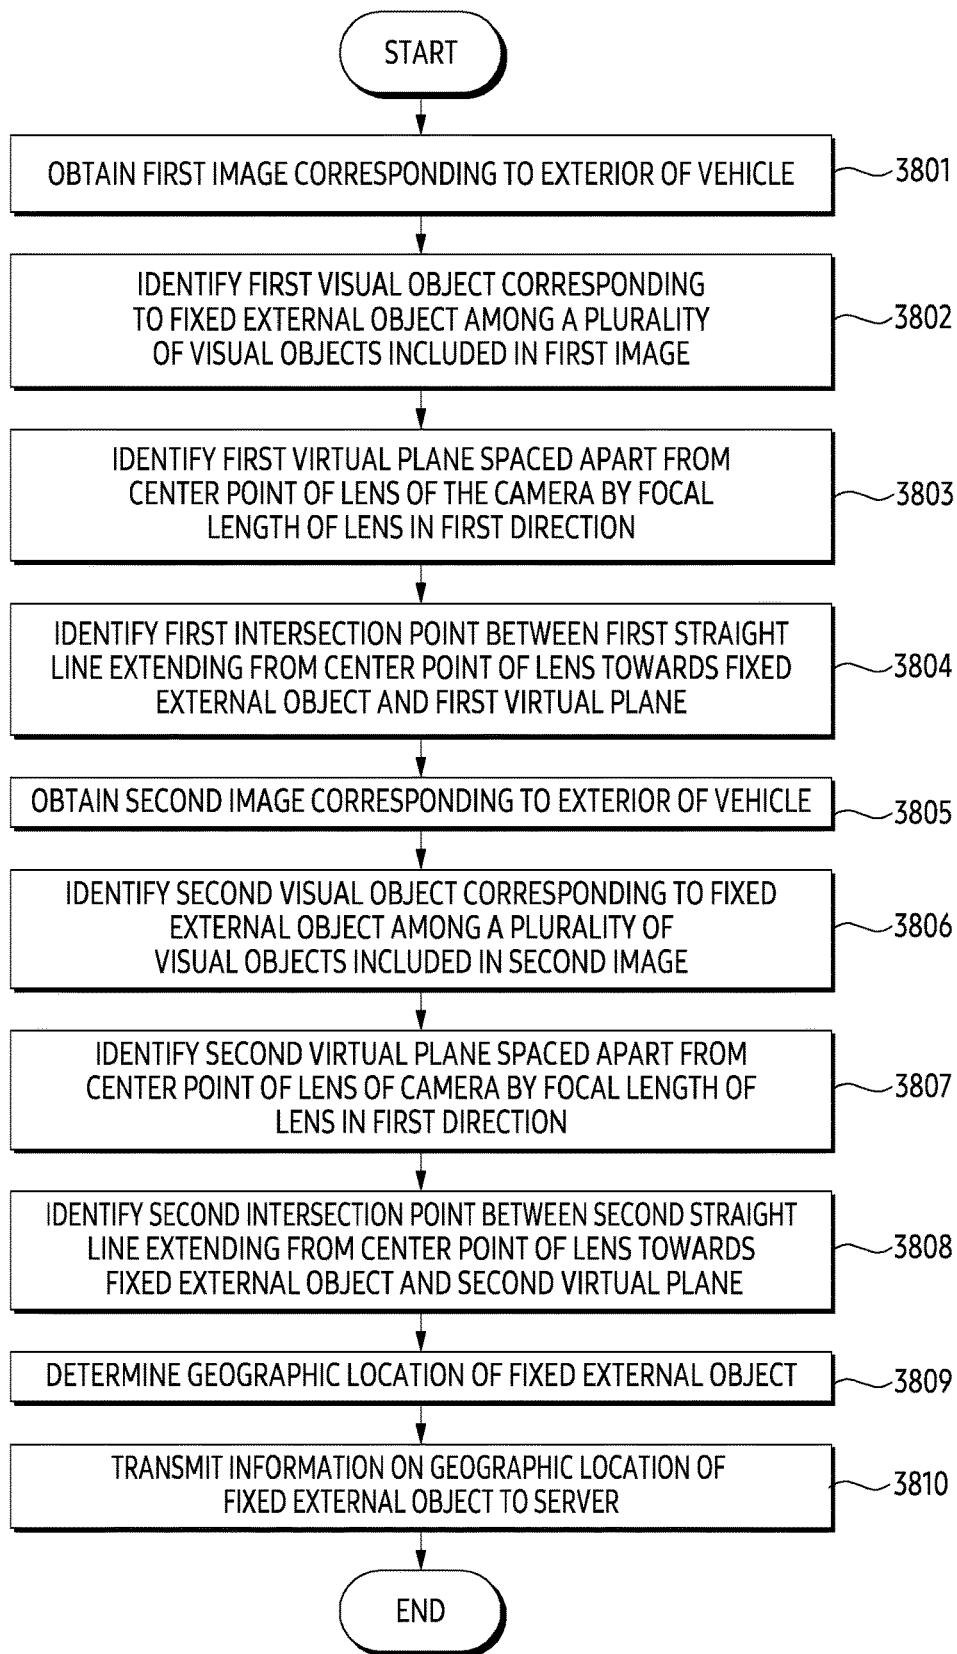 START
OBTAIN FIRST IMAGE CORRESPONDING TO EXTERIOR OF VEHICLE
3801
IDENTIFY FIRST VISUAL OBJECT CORRESPONDING
TO FIXED EXTERNAL OBJECT AMONG A PLURALITY
OF VISUAL OBJECTS INCLUDED IN FIRST IMAGE
3802
IDENTIFY FIRST VIRTUAL PLANE SPACED APART FROM
CENTER POINT OF LENS OF THE CAMERA BY FOCAL
LENGTH OF LENS IN FIRST DIRECTION
3803
IDENTIFY FIRST INTERSECTION POINT BETWEEN FIRST STRAIGHT
LINE EXTENDING FROM CENTER POINT OF LENS TOWARDS FIXED
EXTERNAL OBJECT AND FIRST VIRTUAL PLANE
3804
OBTAIN SECOND IMAGE CORRESPONDING TO EXTERIOR OF VEHICLE
3805
IDENTIFY SECOND VISUAL OBJECT CORRESPONDING TO FIXED
EXTERNAL OBJECT AMONG A PLURALITY OF
VISUAL OBJECTS INCLUDED IN SECOND IMAGE
3806
IDENTIFY SECOND VIRTUAL PLANE SPACED APART FROM
CENTER POINT OF LENS OF CAMERA BY FOCAL LENGTH OF
LENS IN FIRST DIRECTION
3807
IDENTIFY SECOND INTERSECTION POINT BETWEEN SECOND STRAIGHT
LINE EXTENDING FROM CENTER POINT OF LENS TOWARDS
FIXED EXTERNAL OBJECT AND SECOND VIRTUAL PLANE
3808
DETERMINE GEOGRAPHIC LOCATION OF FIXED EXTERNAL OBJECT
3809
TRANSMIT INFORMATION ON GEOGRAPHIC LOCATION OF
FIXED EXTERNAL OBJECT TO SERVER
3810
END